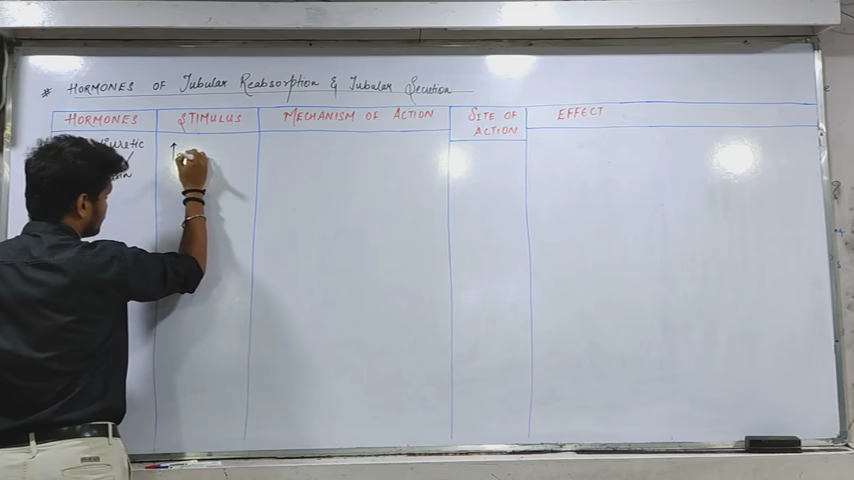 * HORMONES OF Tubular Reabsorption & Tubular Secretion
HORMONES STIMULUS MECHANISM OF ACTION SITE OF ACTION EFFECT
↑